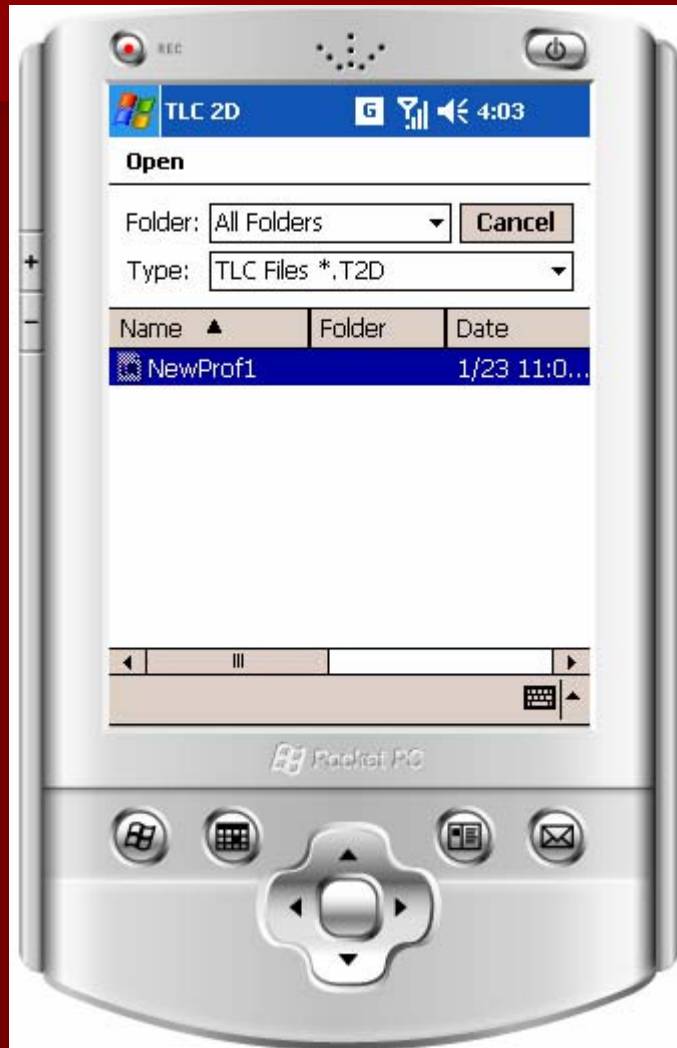 REC
TLC 2D G 4:03
Open
Folder: All Folders Cancel
Type: TLC Files *.T2D
Name Folder Date
NewProf1 1/23 11:0...
Pocket PC